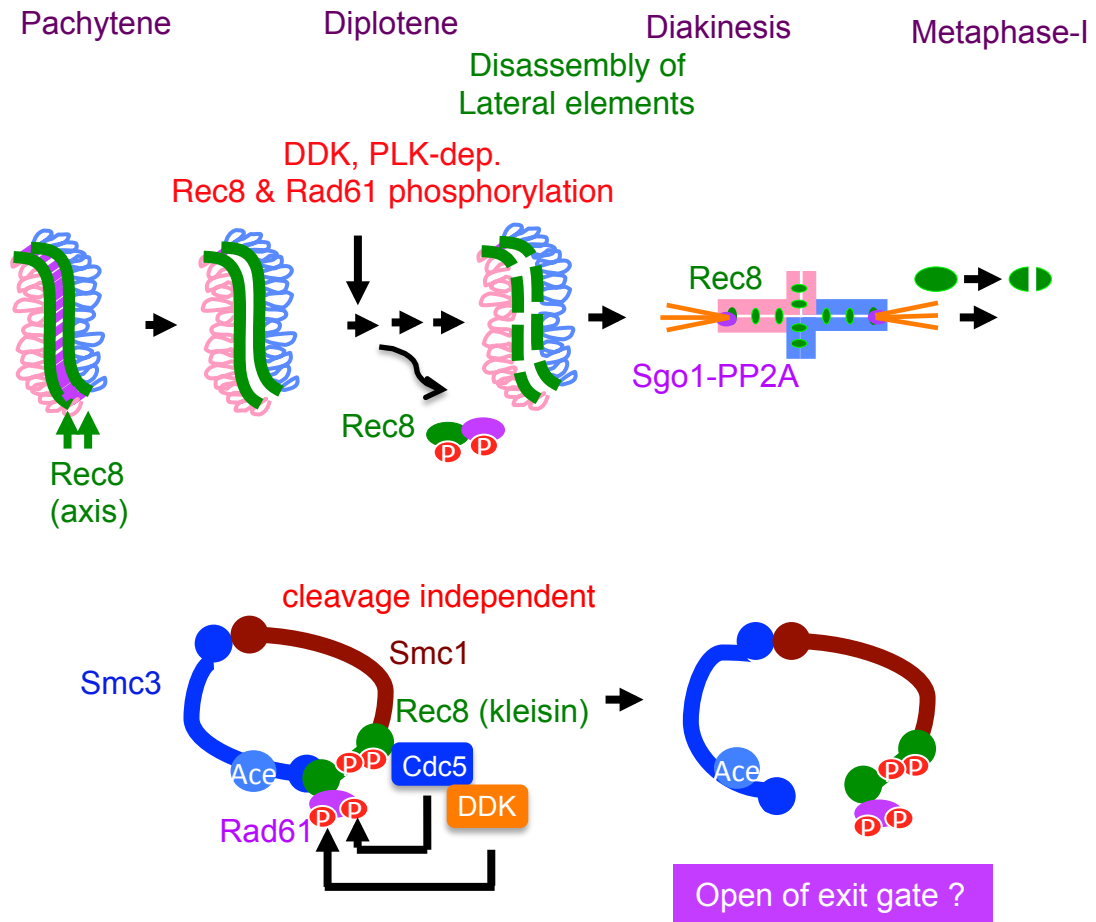 Pachytene
Diplotene
Diakinesis
Metaphase-I
Disassembly of
Lateral elements
DDK, PLK-dep.
Rec8 & Rad61 phosphorylation
Rec8
Sgo1-PP2A
Rec8
P
P
Rec8
(axis)
cleavage independent
Smc1
Smc3
Rec8 (kleisin)
P
P
Cdc5
Ace
DDK
P
P
Rad61
P
P
Ace
P
P
Open of exit gate ?